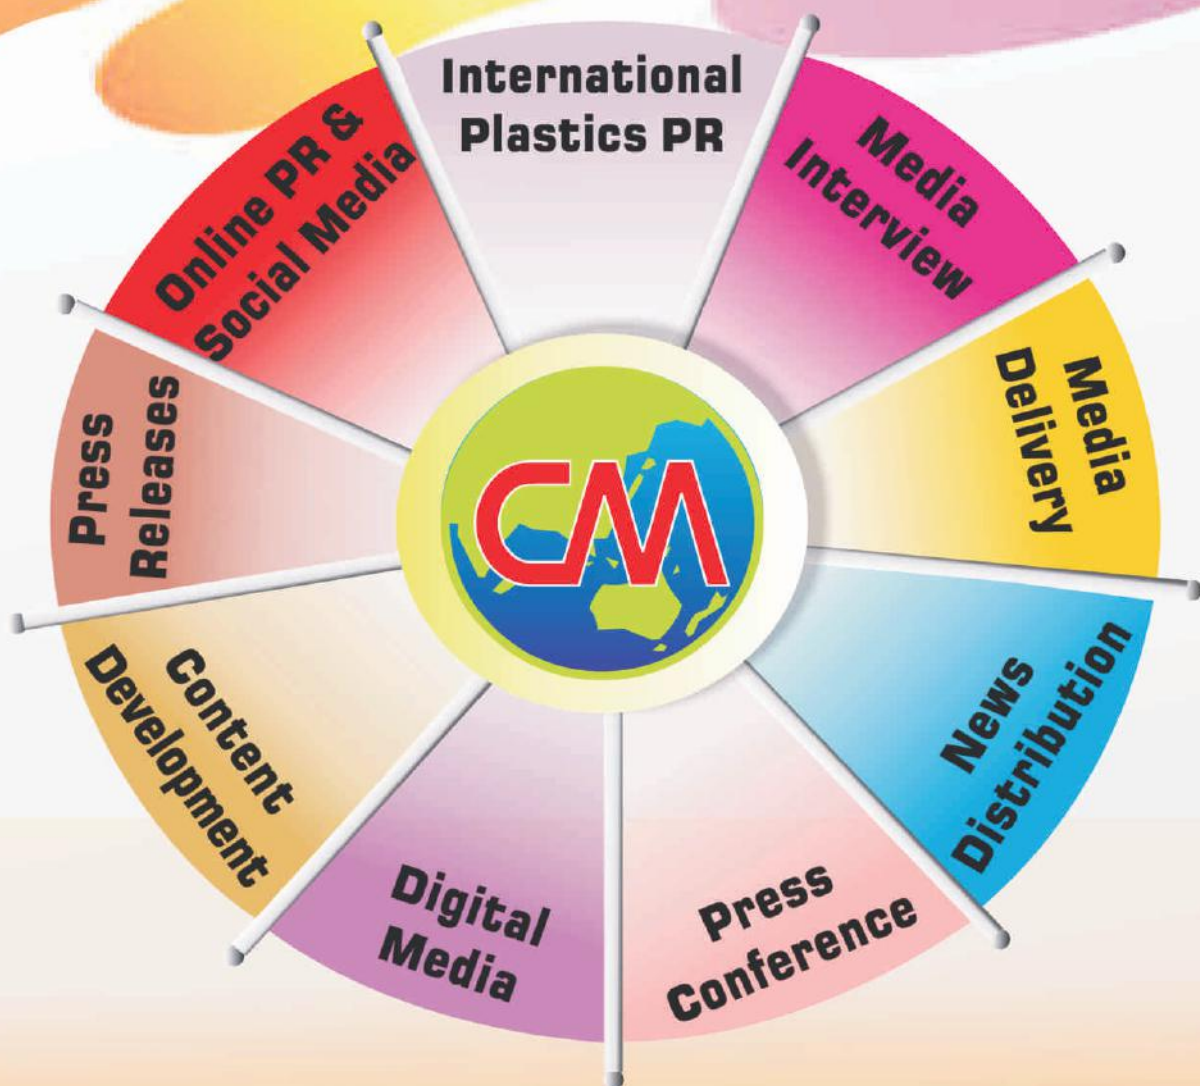 International
Plastics PR
Media
Interview
Media
Delivery
News
Distribution
Press
Conference
Digital
Media
Content
Development
Press
Releases
Online PR &
Social Media
CM